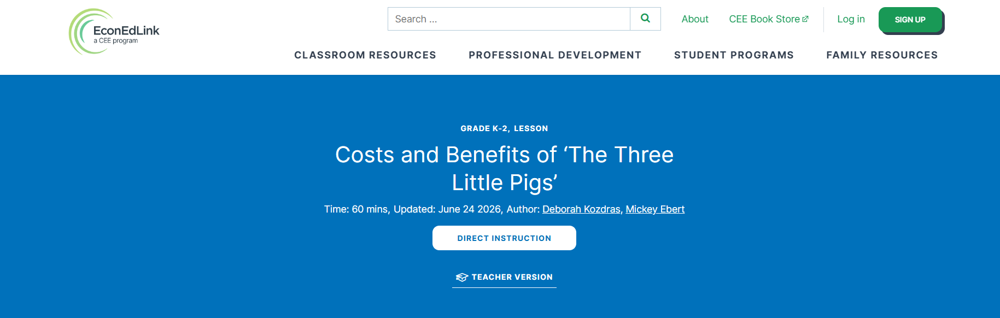 EconEdLink
a CEE program
Search ...
About
CEE Book Store
Log in
SIGN UP
CLASSROOM RESOURCES
PROFESSIONAL DEVELOPMENT
STUDENT PROGRAMS
FAMILY RESOURCES
GRADE K-2, LESSON
Costs and Benefits of ‘The Three
Little Pigs’
Time: 60 mins, Updated: June 24 2026, Author: Deborah Kozdras, Mickey Ebert
DIRECT INSTRUCTION
TEACHER VERSION